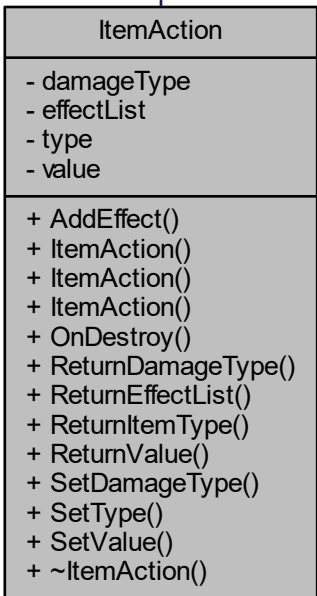 ItemAction
- damageType
- effectList
- type
- value
+ AddEffect()
+ ItemAction()
+ ItemAction()
+ ItemAction()
+ OnDestroy()
+ ReturnDamageType()
+ ReturnEffectList()
+ ReturnItemType()
+ ReturnValue()
+ SetDamageType()
+ SetType()
+ SetValue()
+ ~ItemAction()